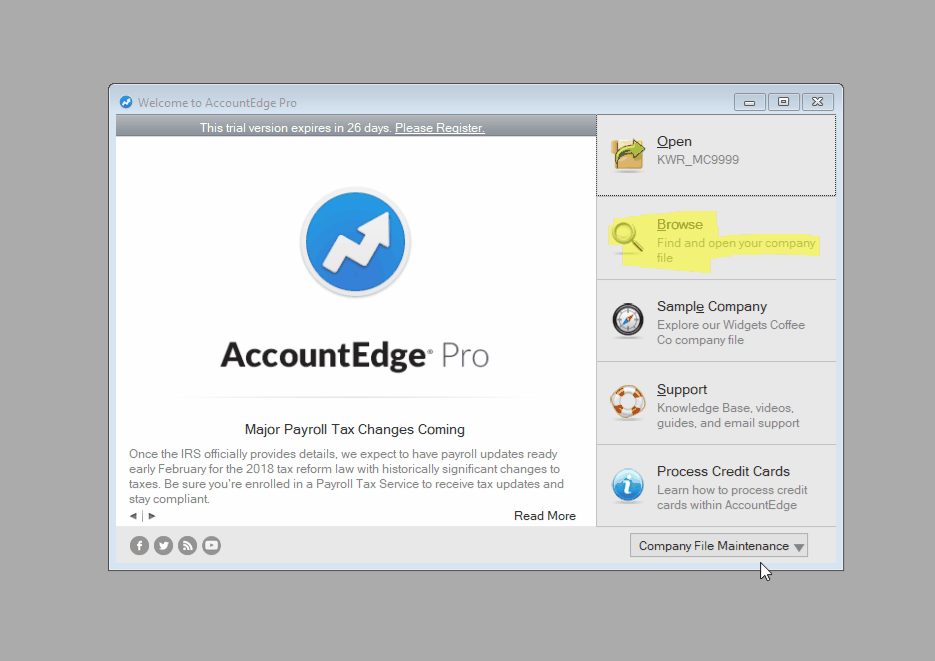 Welcome to AccountEdge Pro
This trial version expires in 26 days. Please Register.
AccountEdge® Pro
Major Payroll Tax Changes Coming
Once the IRS officially provides details, we expect to have payroll updates ready
early February for the 2018 tax reform law with historically significant changes to
taxes. Be sure you're enrolled in a Payroll Tax Service to receive tax updates and
stay compliant.
Read More
Open
KWR_MC9999
Browse
Find and open your company
file
Sample Company
Explore our Widgets Coffee
Co company file
Support
Knowledge Base, videos,
guides, and email support
Process Credit Cards
Learn how to process credit
cards within AccountEdge
Company File Maintenance